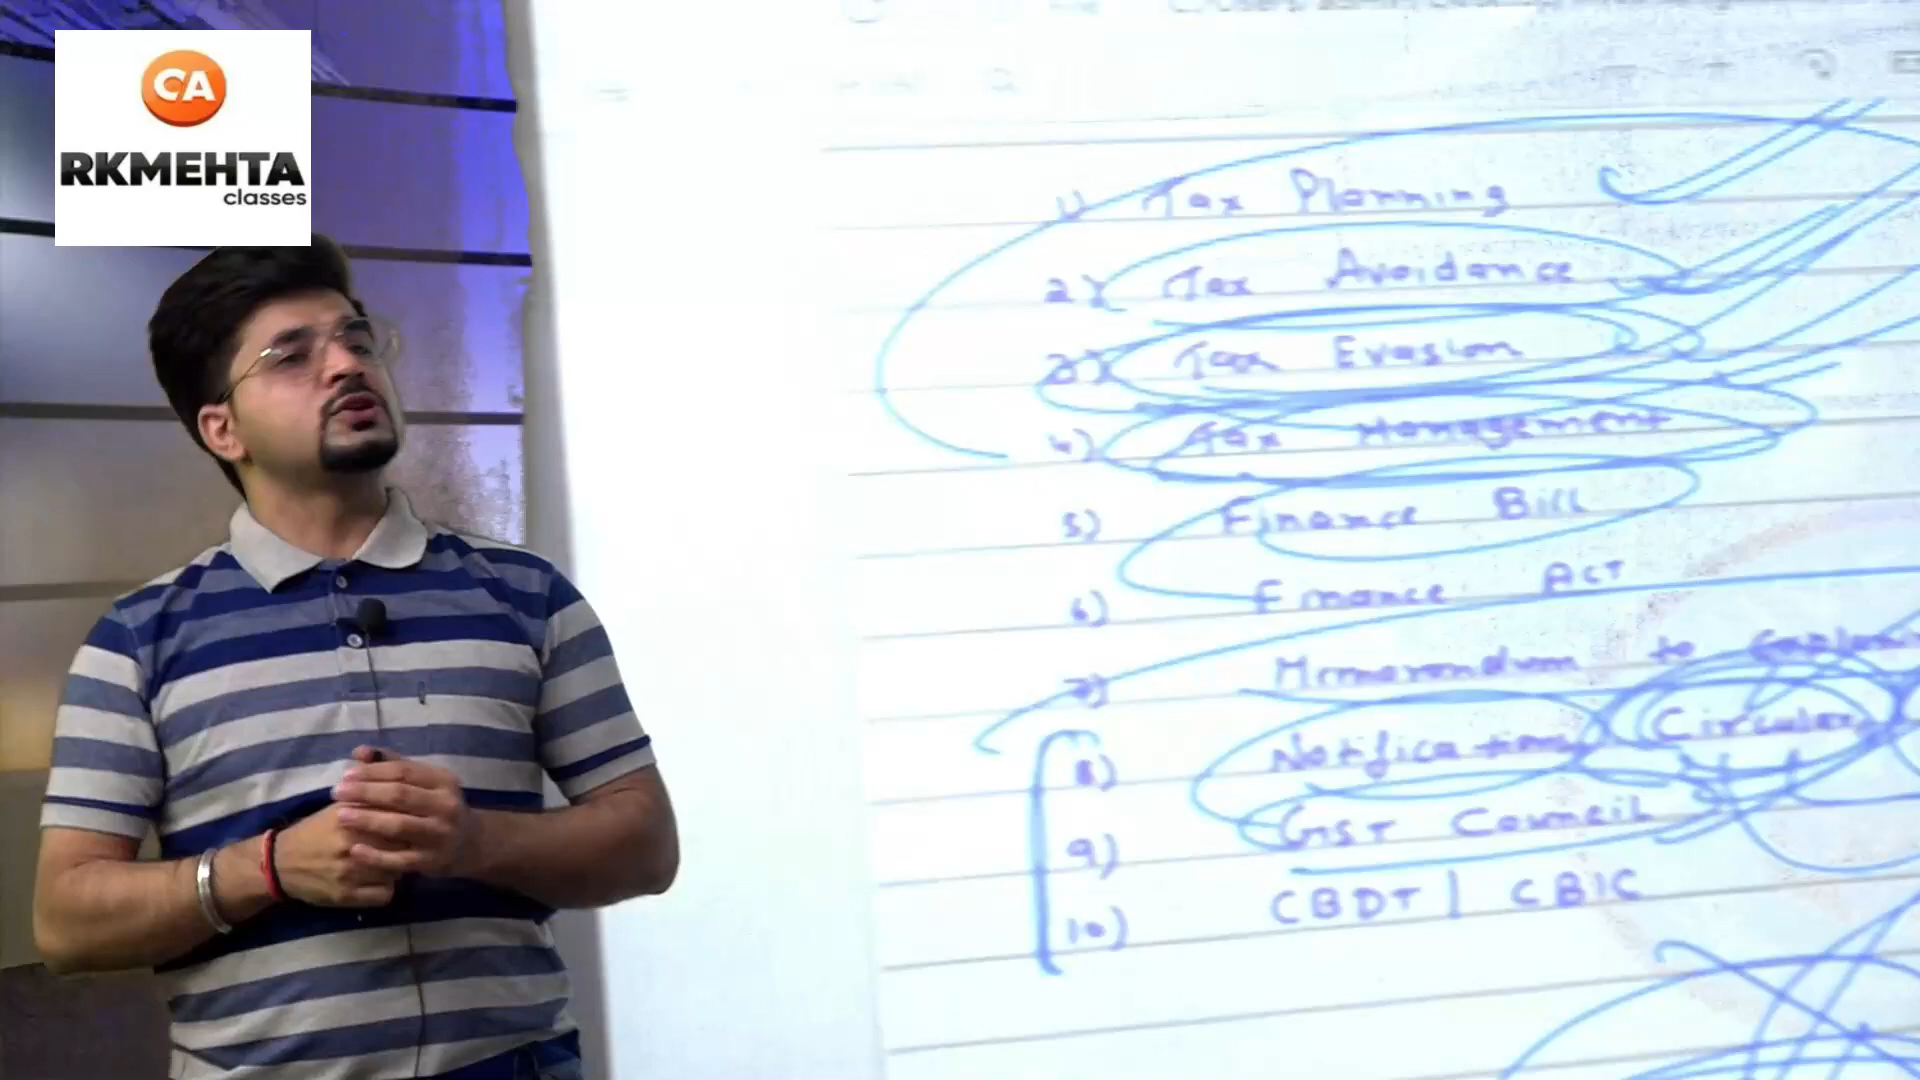 CA
RKMEHTA
classes
1) Tax Planning
2) Tax Avoidance
3) Tax Evasion
4) Tax Management
5) Finance Bill
6) Finance Act
7) Memorandum to
8) Notification Circular
9) GST Council
10) CBDT | CBIC